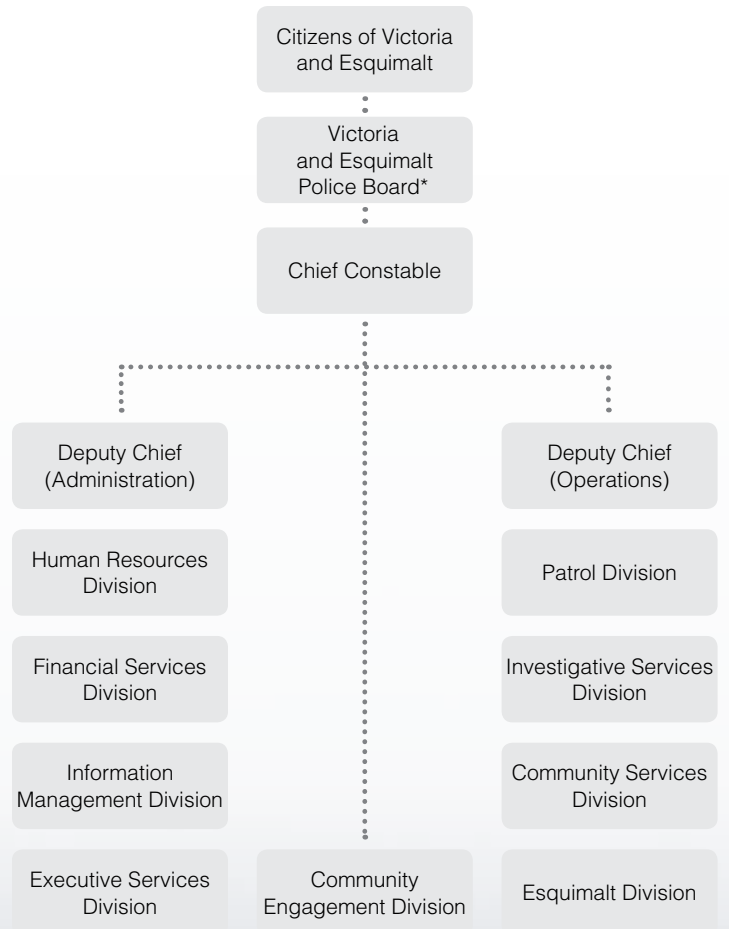 Citizens of Victoria
and Esquimalt
Victoria
and Esquimalt
Police Board*
Chief Constable
Deputy Chief
(Administration)
Deputy Chief
(Operations)
Human Resources
Division
Patrol Division
Financial Services
Division
Investigative Services
Division
Information
Management Division
Community Services
Division
Executive Services
Division
Community
Engagement Division
Esquimalt Division